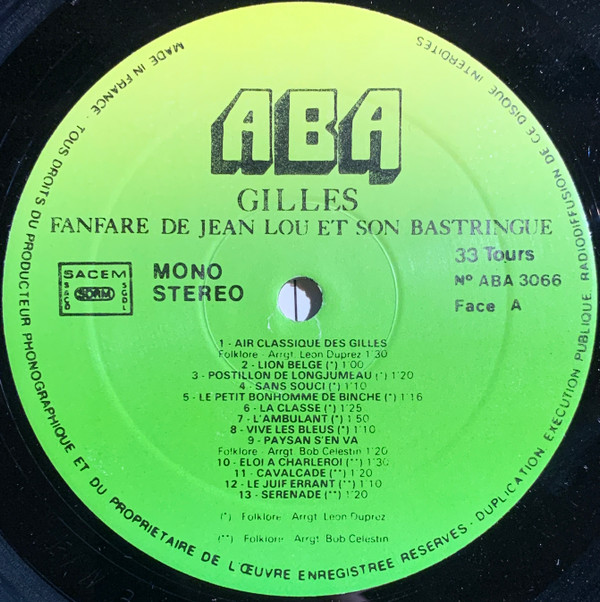 ABA
GILLES
FANFARE DE JEAN LOU ET SON BASTRINGUE
33 Tours
Nº ABA 3066
Face A
SACEM
SACD
SDRM
SGDL
MONO
STEREO
1 - AIR CLASSIQUE DES GILLES
Folklore - Arrgt. Leon Duprez 1'30
2 - LION BELGE (*) 1'00
3 - POSTILLON DE LONGJUMEAU (*) 1'20
4 - SANS SOUCI (*) 1'10
5 - LE PETIT BONHOMME DE BINCHE (*) 1'16
6 - LA CLASSE (*) 1'25
7 - L'AMBULANT (*) 1'50
8 - VIVE LES BLEUS (*) 1'10
9 - PAYSAN S'EN VA
Folklore - Arrgt. Bob Celestin 1'20
10 - ELOI A CHARLEROI (**) 1'30
11 - CAVALCADE (**) 1'20
12 - LE JUIF ERRANT (**) 1'10
13 - SERENADE (**) 1'20
(*) Folklore - Arrgt. Leon Duprez
(**) Folklore - Arrgt. Bob Celestin
MADE IN FRANCE · TOUS DROITS DU PRODUCTEUR PHONOGRAPHIQUE ET DU PROPRIETAIRE DE L'ŒUVRE ENREGISTREE RESERVES · DUPLICATION EXECUTION PUBLIQUE, RADIODIFFUSION DE CE DISQUE INTERDITES